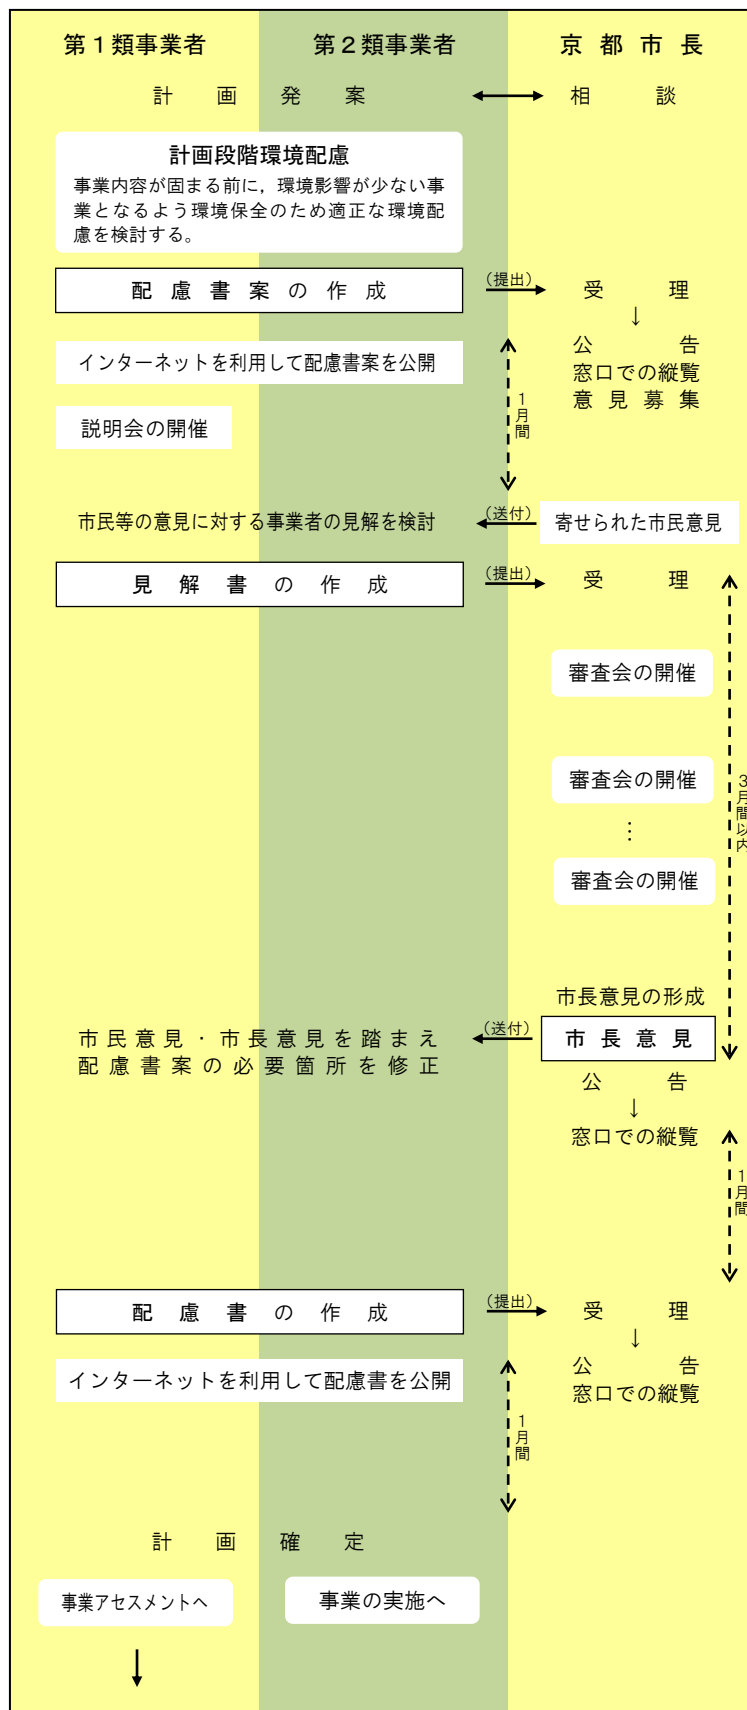 第１類事業者 第２類事業者 京都市長
計画発案 相談
計画段階環境配慮
事業内容が固まる前に，環境影響が少ない事
業となるよう環境保全のため適正な環境配
慮を検討する。
配慮書案の作成 （提出） 受理
↓
インターネットを利用して配慮書案を公開
公告
窓口での縦覧
意見募集
1月間
説明会の開催
市民等の意見に対する事業者の見解を検討 （送付） 寄せられた市民意見
見解書の作成 （提出） 受理
審査会の開催
審査会の開催
⋮
審査会の開催
3月間以内
市長意見の形成
市民意見・市長意見を踏まえ
配慮書案の必要箇所を修正
（送付） 市長意見
公告
↓
窓口での縦覧
1月間
配慮書の作成 （提出） 受理
↓
インターネットを利用して配慮書を公開
公告
窓口での縦覧
1月間
計画確定
事業アセスメントへ 事業の実施へ